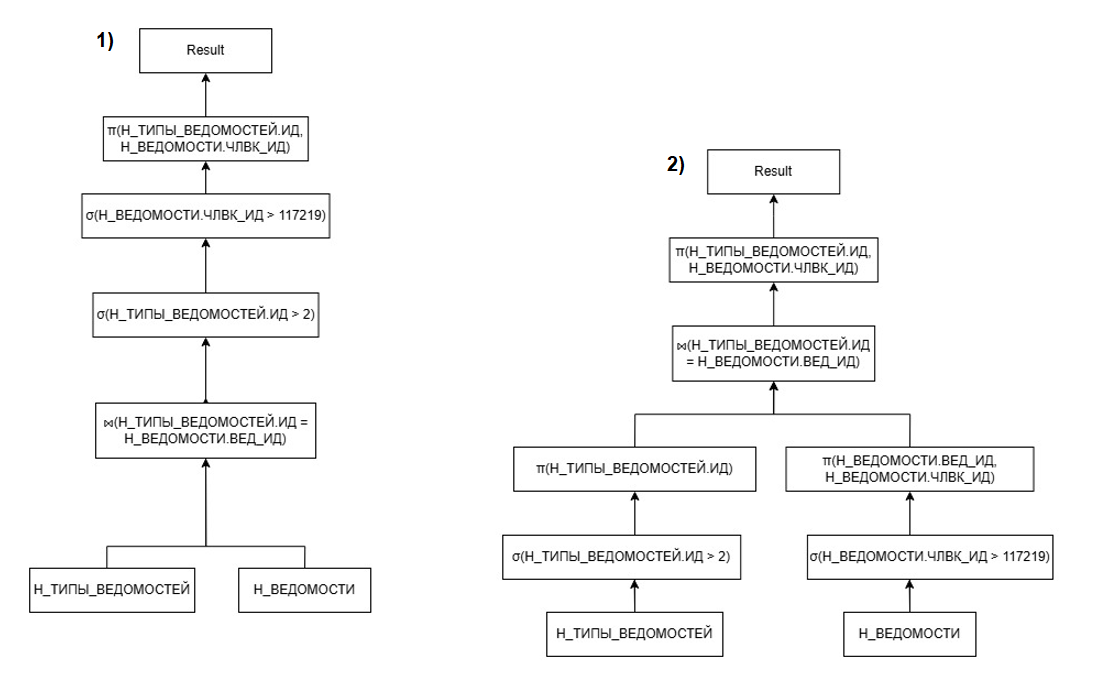 1)
Result
π(Н_ТИПЫ_ВЕДОМОСТЕЙ.ИД,
Н_ВЕДОМОСТИ.ЧЛВК_ИД)
σ(Н_ВЕДОМОСТИ.ЧЛВК_ИД > 117219)
σ(Н_ТИПЫ_ВЕДОМОСТЕЙ.ИД > 2)
⋈(Н_ТИПЫ_ВЕДОМОСТЕЙ.ИД =
Н_ВЕДОМОСТИ.ВЕД_ИД)
Н_ТИПЫ_ВЕДОМОСТЕЙ
Н_ВЕДОМОСТИ
2)
Result
π(Н_ТИПЫ_ВЕДОМОСТЕЙ.ИД,
Н_ВЕДОМОСТИ.ЧЛВК_ИД)
⋈(Н_ТИПЫ_ВЕДОМОСТЕЙ.ИД
= Н_ВЕДОМОСТИ.ВЕД_ИД)
π(Н_ТИПЫ_ВЕДОМОСТЕЙ.ИД)
π(Н_ВЕДОМОСТИ.ВЕД_ИД,
Н_ВЕДОМОСТИ.ЧЛВК_ИД)
σ(Н_ТИПЫ_ВЕДОМОСТЕЙ.ИД > 2)
σ(Н_ВЕДОМОСТИ.ЧЛВК_ИД > 117219)
Н_ТИПЫ_ВЕДОМОСТЕЙ
Н_ВЕДОМОСТИ